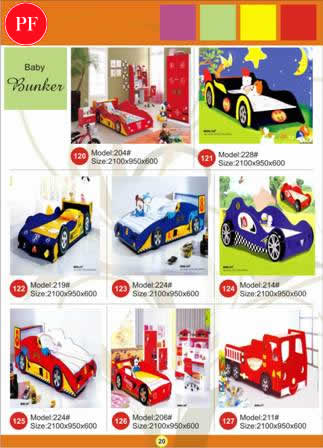 PF
Baby
Bunker
120 Model:204#
Size:2100x950x600
121 Model:228#
Size:2100x950x600
122 Model:219#
Size:2100x950x600
123 Model:224#
Size:2100x950x600
124 Model:214#
Size:2100x950x600
125 Model:224#
Size:2100x950x600
126 Model:206#
Size:2100x950x600
127 Model:211#
Size:2100x950x600
20